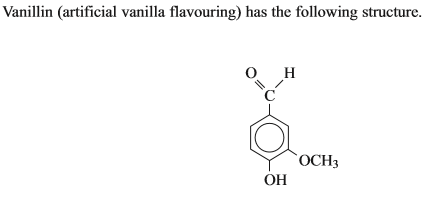 Vanillin (artificial vanilla flavouring) has the following structure.
O H
C
OCH3
OH